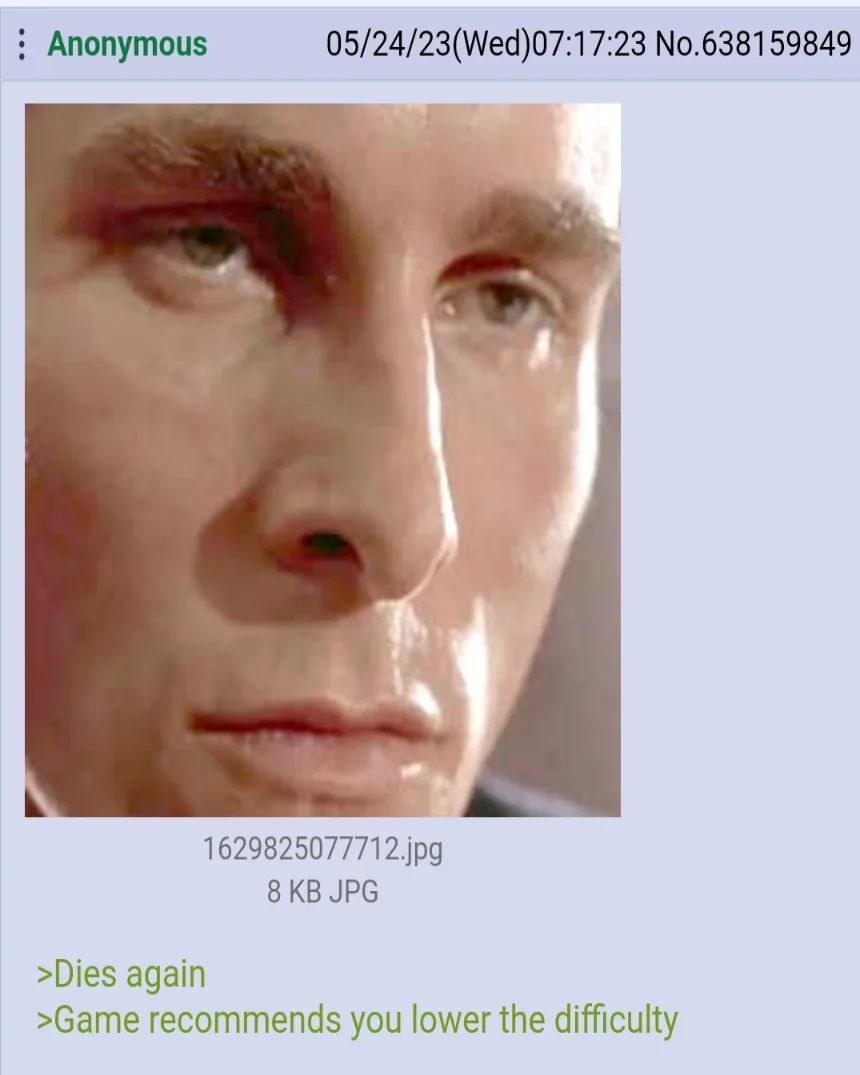 Anonymous 05/24/23(Wed)07:17:23 No.638159849
1629825077712.jpg
8 KB JPG
>Dies again
>Game recommends you lower the difficulty